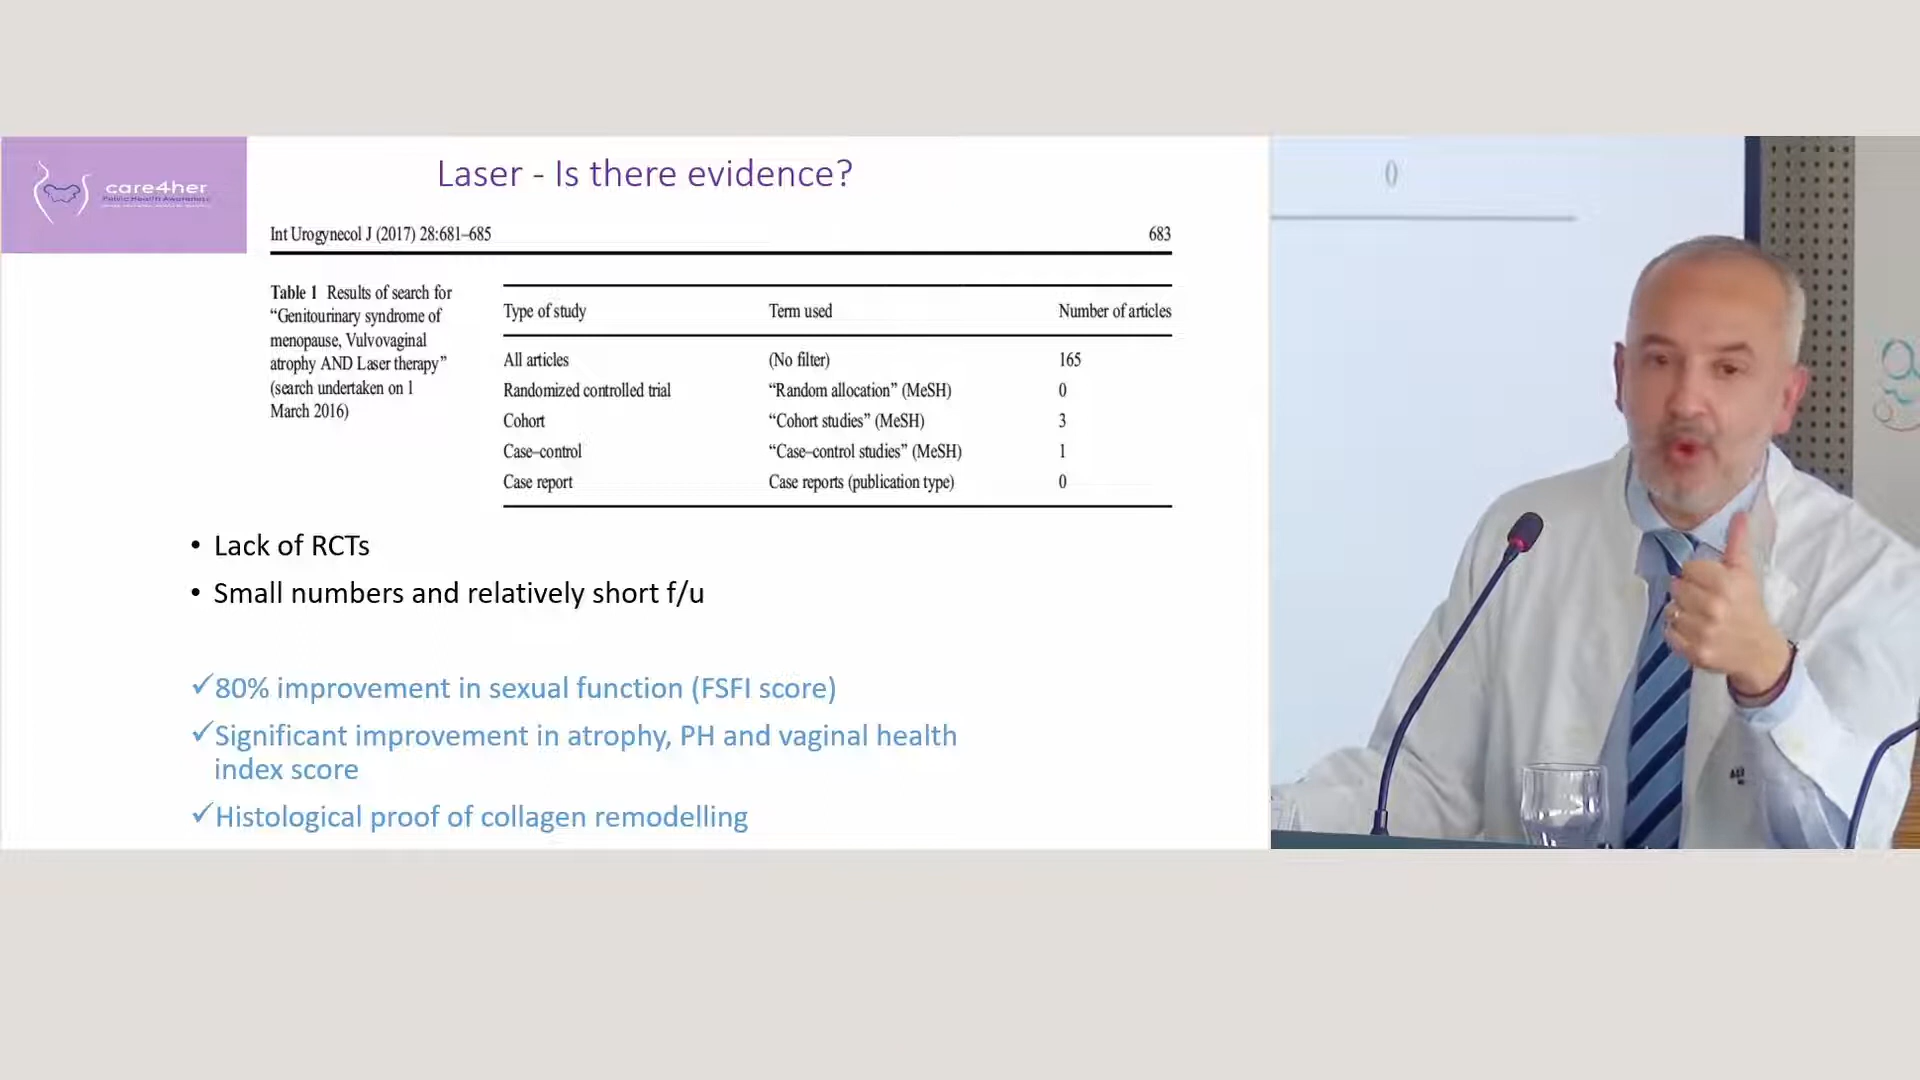 care4her
Public Health Awareness
Laser - Is there evidence?
Int Urogynecol J (2017) 28:681–685
683
Table 1 Results of search for
“Genitourinary syndrome of
menopause, Vulvovaginal
atrophy AND Laser therapy”
(search undertaken on 1
March 2016)
Type of study Term used Number of articles
All articles (No filter) 165
Randomized controlled trial “Random allocation” (MeSH) 0
Cohort “Cohort studies” (MeSH) 3
Case–control “Case–control studies” (MeSH) 1
Case report Case reports (publication type) 0
• Lack of RCTs
• Small numbers and relatively short f/u
✓80% improvement in sexual function (FSFI score)
✓Significant improvement in atrophy, PH and vaginal health
index score
✓Histological proof of collagen remodelling
0